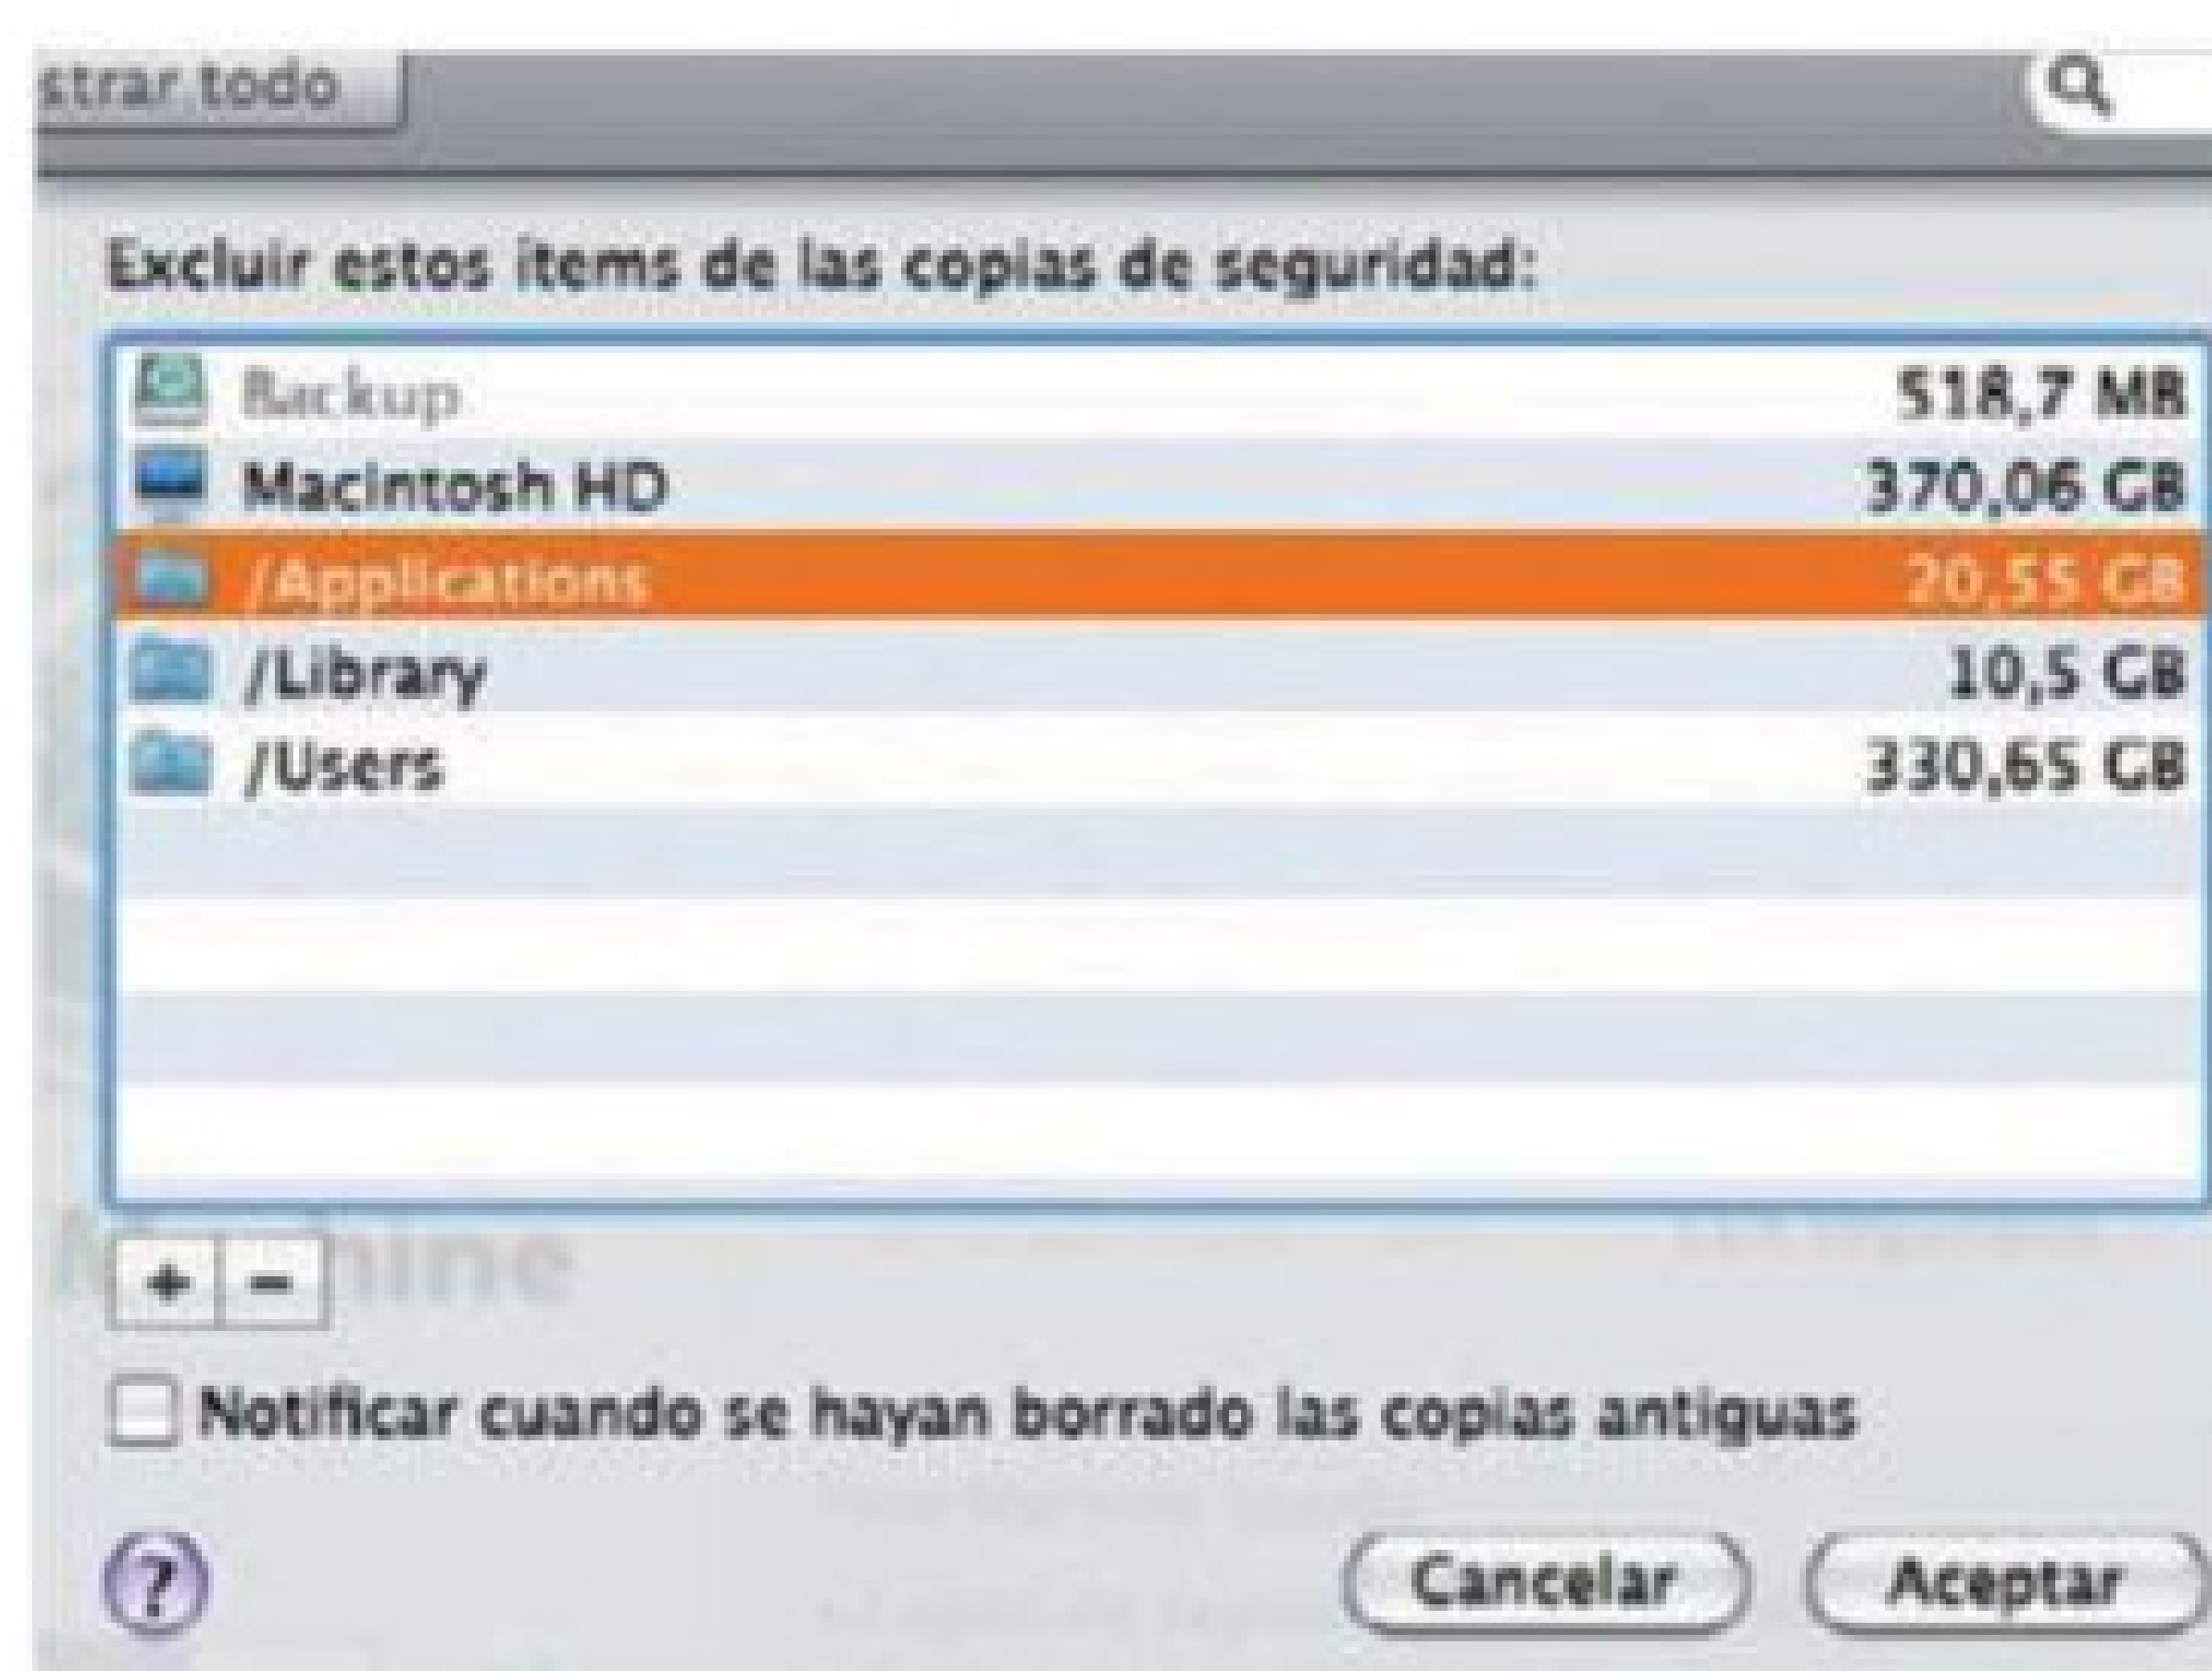 strar todo
Excluir estos ítems de las copias de seguridad:
Backup 518,7 MB
Macintosh HD 370,06 GB
/Applications 20,55 GB
/Library 10,5 GB
/Users 330,65 GB
+ −
Notificar cuando se hayan borrado las copias antiguas
? Cancelar Aceptar